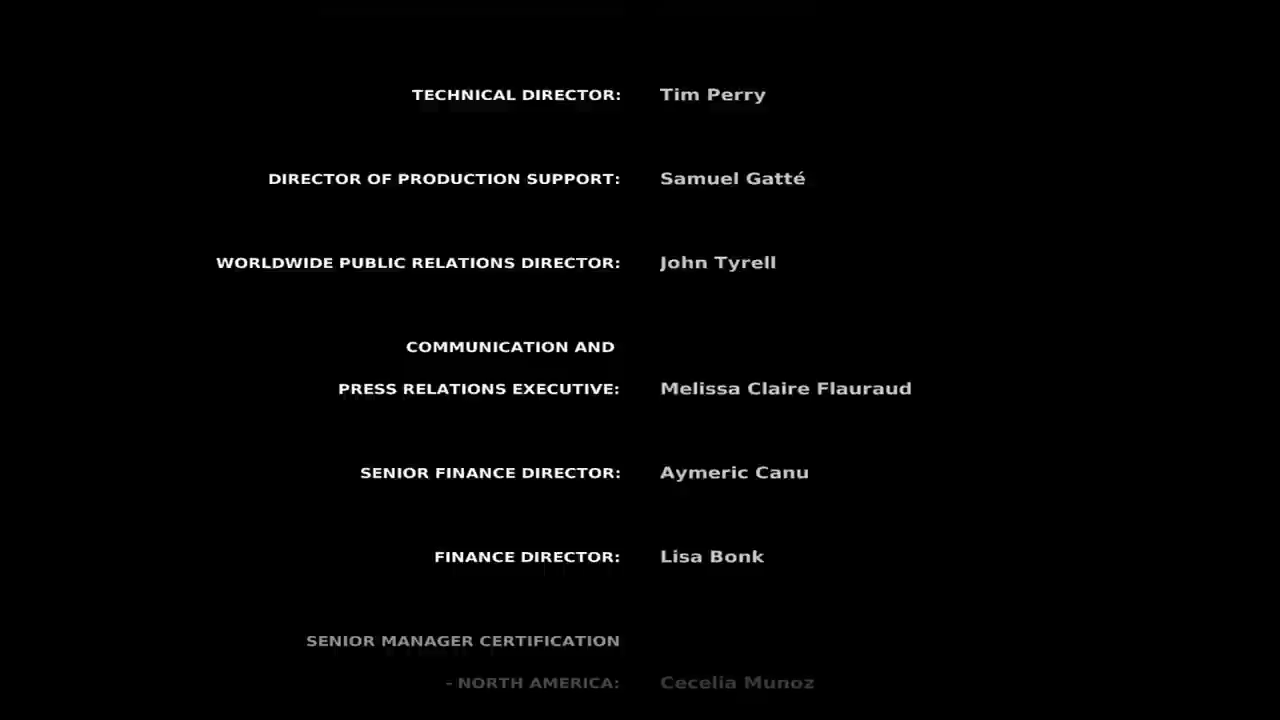 TECHNICAL DIRECTOR: Tim Perry
DIRECTOR OF PRODUCTION SUPPORT: Samuel Gatté
WORLDWIDE PUBLIC RELATIONS DIRECTOR: John Tyrell
COMMUNICATION AND
PRESS RELATIONS EXECUTIVE: Melissa Claire Flauraud
SENIOR FINANCE DIRECTOR: Aymeric Canu
FINANCE DIRECTOR: Lisa Bonk
SENIOR MANAGER CERTIFICATION
- NORTH AMERICA: Cecelia Munoz